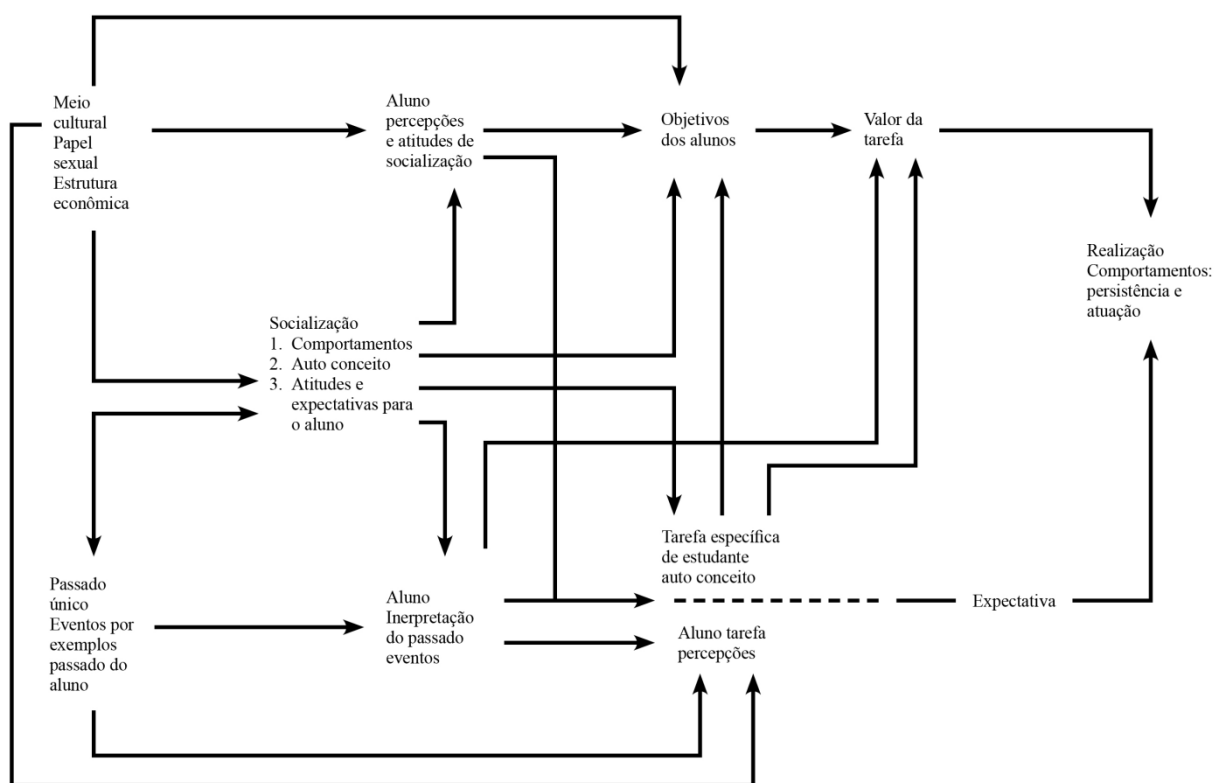 Meio
cultural
Papel
sexual
Estrutura
econômica
Aluno
percepções
e atitudes de
socialização
Objetivos
dos alunos
Valor da
tarefa
Realização
Comportamentos:
persistência e
atuação
Socialização
1. Comportamentos
2. Auto conceito
3. Atitudes e
expectativas para
o aluno
Tarefa específica
de estudante
auto conceito
Passado
único
Eventos por
exemplos
passado do
aluno
Aluno
Inerpretação
do passado
eventos
Expectativa
Aluno tarefa
percepções